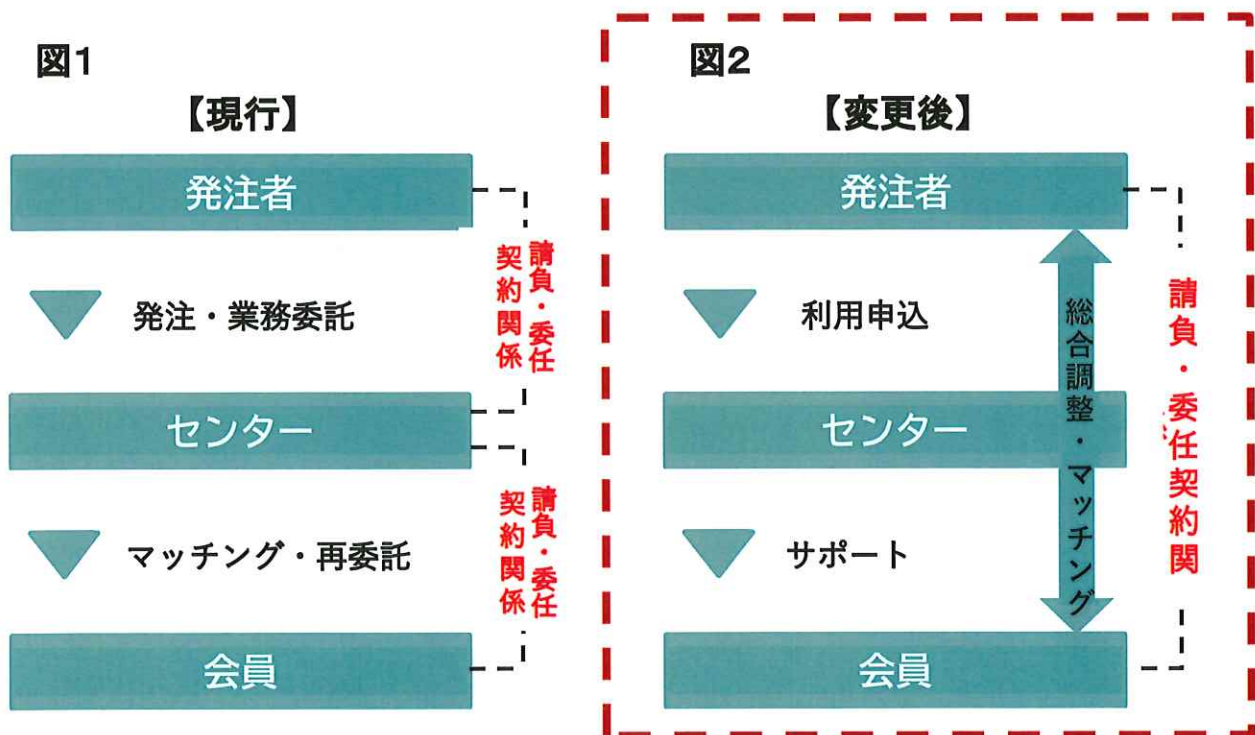 図1
【現行】
発注者
請負・委任
契約関係
発注・業務委託
センター
請負・委任
契約関係
マッチング・再委託
会員
図2
【変更後】
発注者
利用申込
総合調整・マッチング
請負・委任契約関
センター
サポート
会員